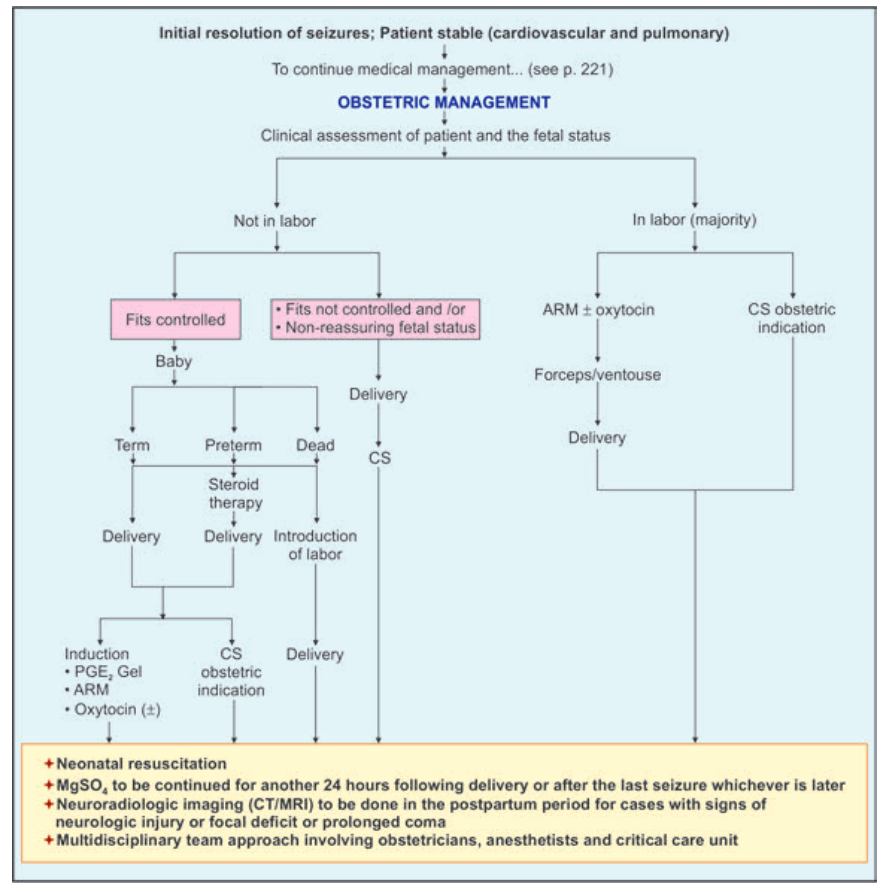 Initial resolution of seizures; Patient stable (cardiovascular and pulmonary)
To continue medical management... (see p. 221)
OBSTETRIC MANAGEMENT
Clinical assessment of patient and the fetal status
Not in labor
In labor (majority)
Fits controlled
• Fits not controlled and /or
• Non-reassuring fetal status
ARM ± oxytocin
CS obstetric
indication
Baby
Delivery
Forceps/ventouse
Term
Preterm
Dead
CS
Delivery
Steroid
therapy
Delivery
Delivery
Introduction
of labor
Induction
• PGE₂ Gel
• ARM
• Oxytocin (±)
CS
obstetric
indication
Delivery
+Neonatal resuscitation
+MgSO₄ to be continued for another 24 hours following delivery or after the last seizure whichever is later
+Neuroradiologic imaging (CT/MRI) to be done in the postpartum period for cases with signs of
neurologic injury or focal deficit or prolonged coma
+Multidisciplinary team approach involving obstetricians, anesthetists and critical care unit